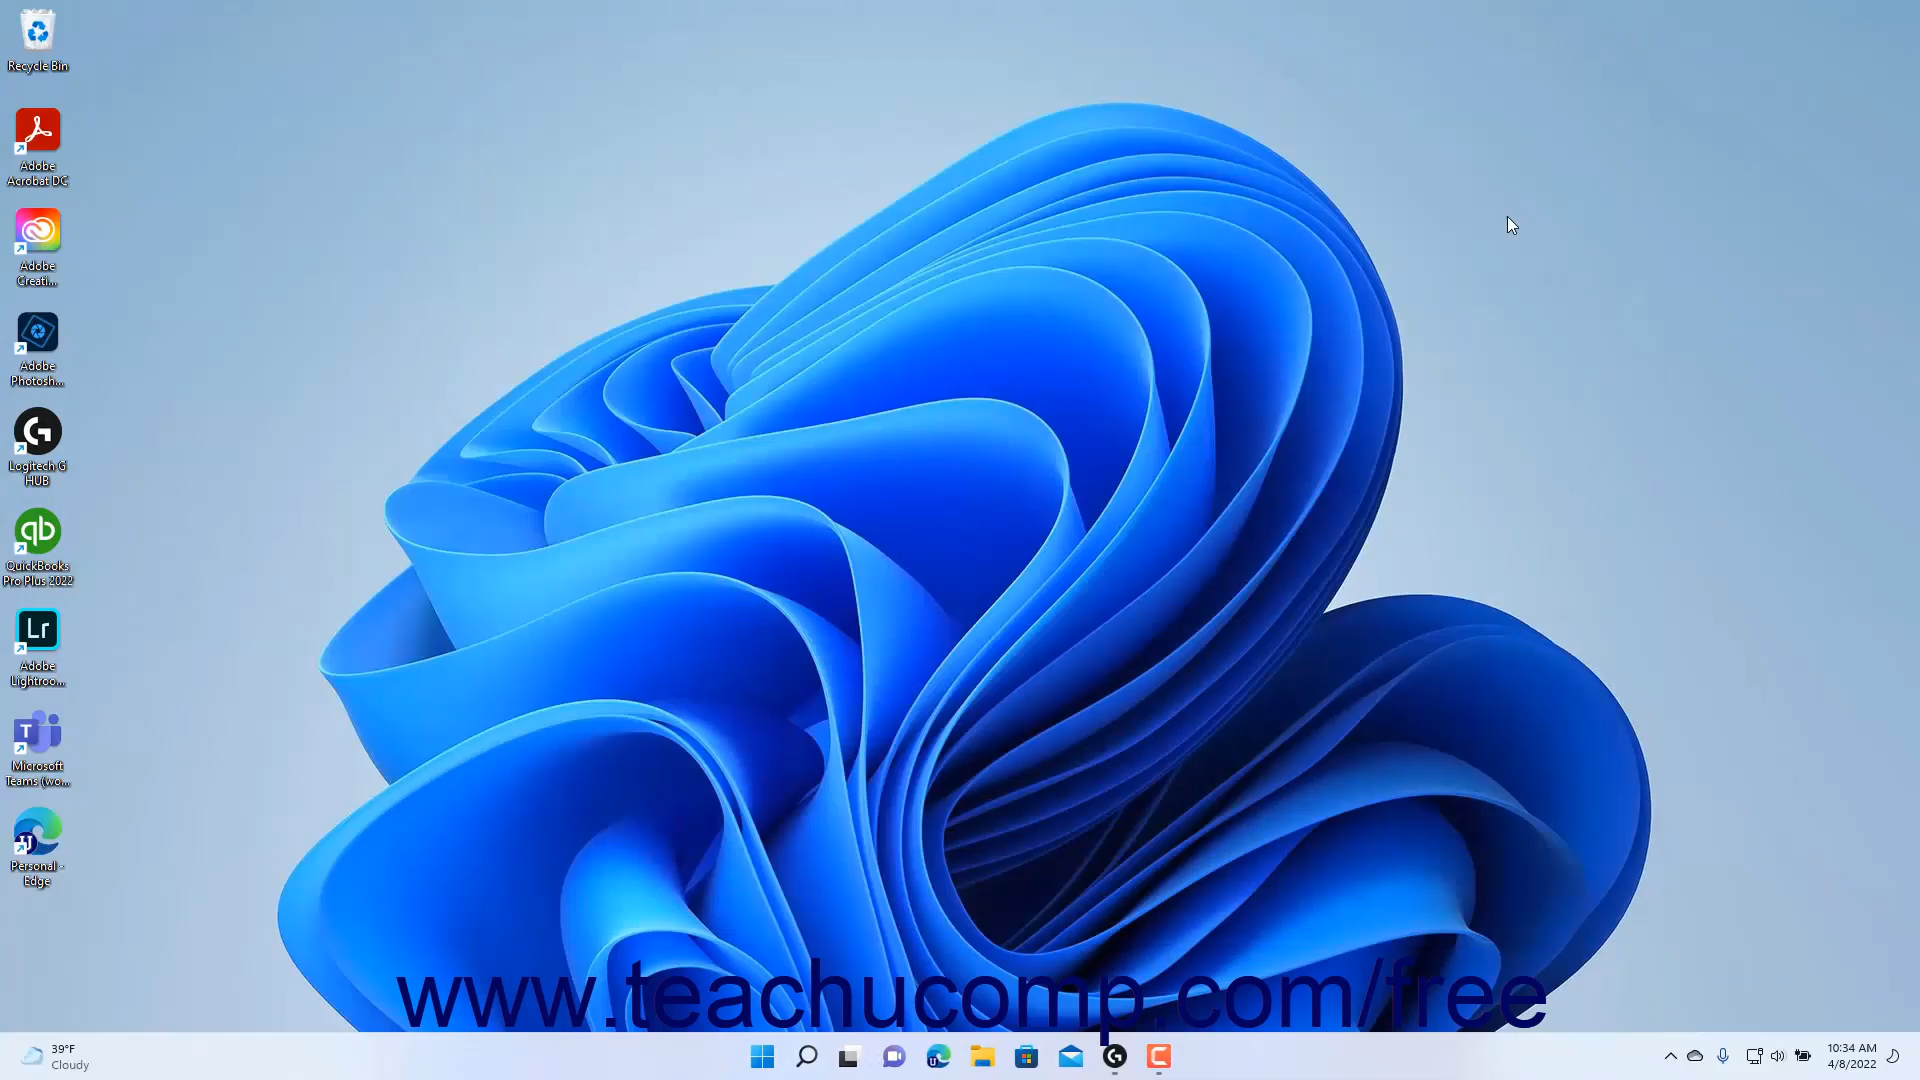 Recycle Bin
Adobe
Acrobat DC
Adobe
Creati...
Adobe
Photosh...
Logitech G
HUB
qb
QuickBooks
Pro Plus 2022
Lr
Adobe
Lightroo...
T
Microsoft
Teams (wo...
Personal -
Edge
www.teachucomp.com/free
39°F
Cloudy
10:34 AM
4/8/2022